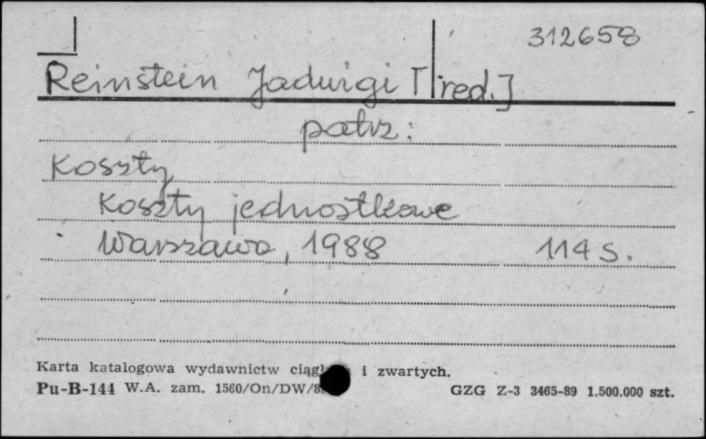 312658
Reinstein Jadwigi [red.]
patrz:
Koszty
Koszty jednostkowe
Warszawa, 1988 114 s.
Karta katalogowa wydawnictw i zwartych.
Pu-B-144 W.A. zam. 1560/On/DW/8 GZG Z-3 3465-89 1.500.000 szt.